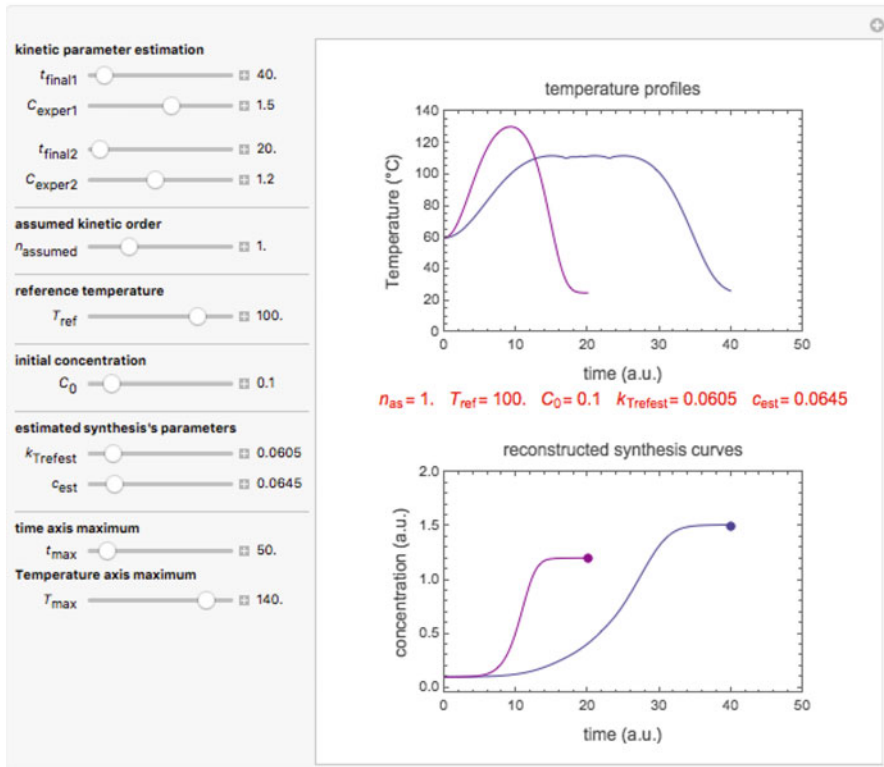 kinetic parameter estimation
tfinal1 40.
Cexper1 1.5
tfinal2 20.
Cexper2 1.2
assumed kinetic order
nassumed 1.
reference temperature
Tref 100.
initial concentration
C0 0.1
estimated synthesis's parameters
kTrefest 0.0605
cest 0.0645
time axis maximum
tmax 50.
Temperature axis maximum
Tmax 140.
temperature profiles
Temperature (°C)
140
120
100
80
60
40
20
0
0 10 20 30 40 50
time (a.u.)
nas = 1. Tref = 100. C0 = 0.1 kTrefest = 0.0605 cest = 0.0645
reconstructed synthesis curves
concentration (a.u.)
2.0
1.5
1.0
0.5
0.0
0 10 20 30 40 50
time (a.u.)